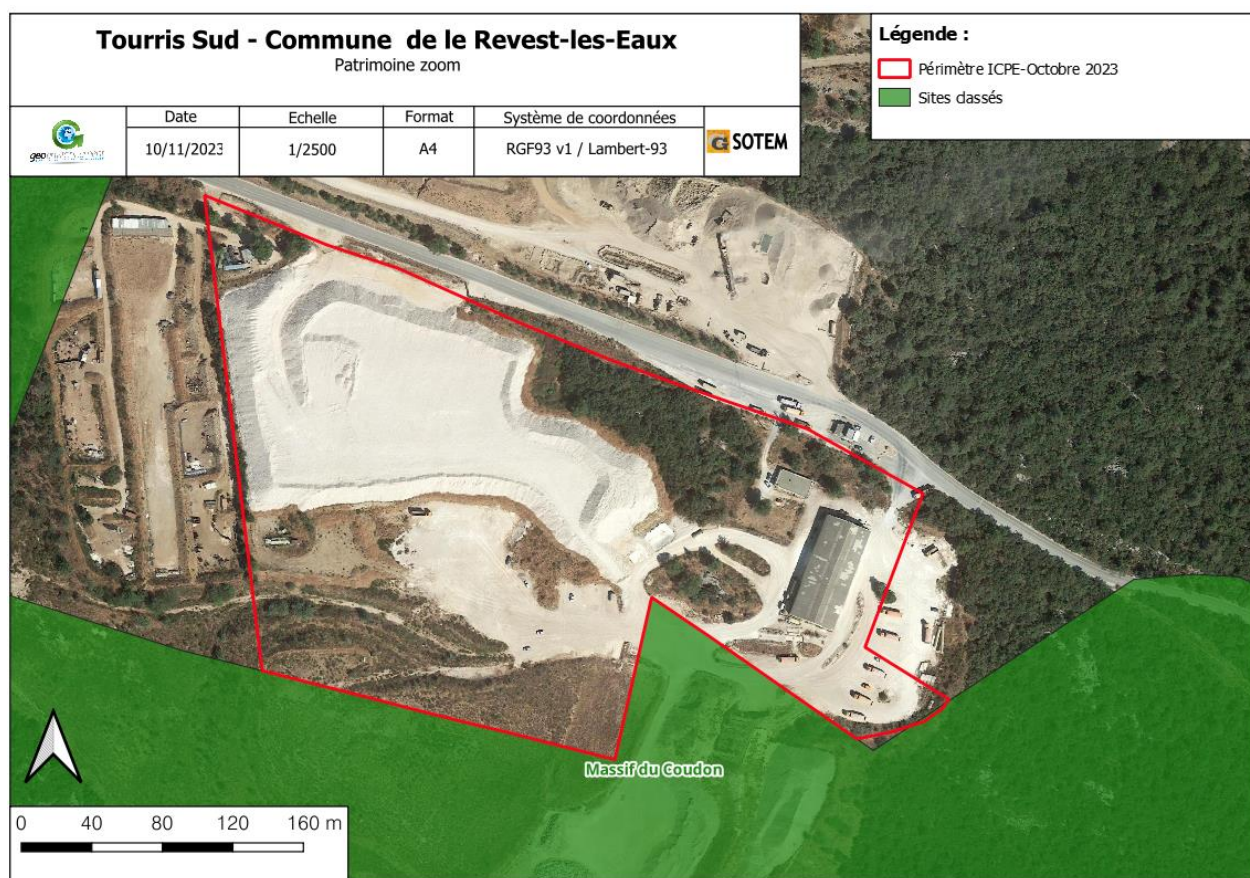 Tourris Sud - Commune de le Revest-les-Eaux
Patrimoine zoom
Date
Echelle
Format
Système de coordonnées
10/11/2023
1/2500
A4
RGF93 v1 / Lambert-93
SOTEM
Légende :
Périmètre ICPE-Octobre 2023
Sites classés
Massif du Coudon
0 40 80 120 160 m